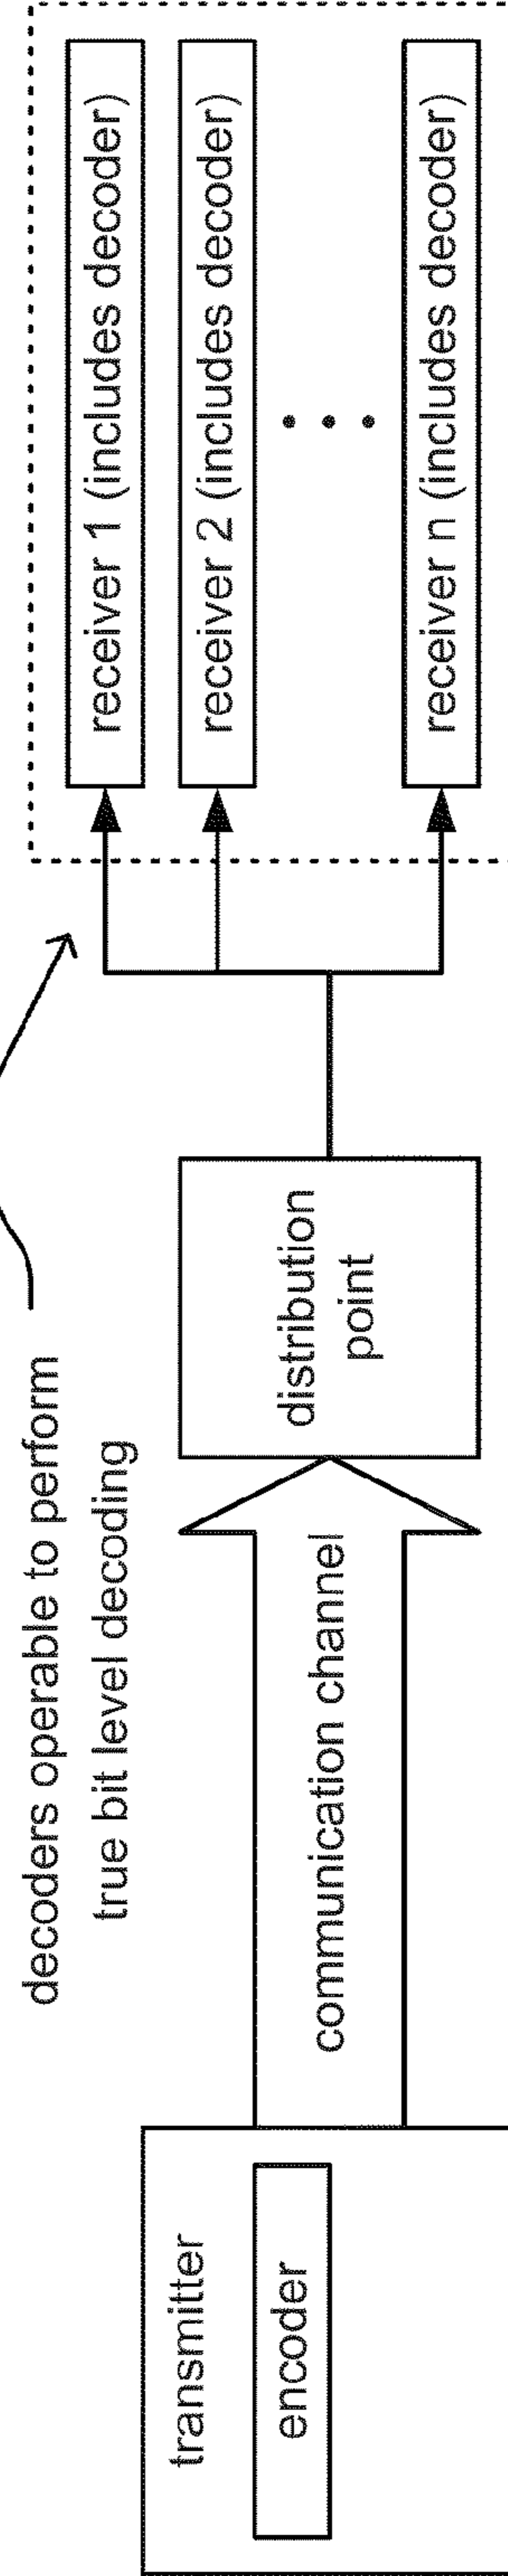 decoders operable to perform
true bit level decoding
transmitter
encoder
communication channel
distribution
point
receiver 1 (includes decoder)
receiver 2 (includes decoder)
receiver n (includes decoder)